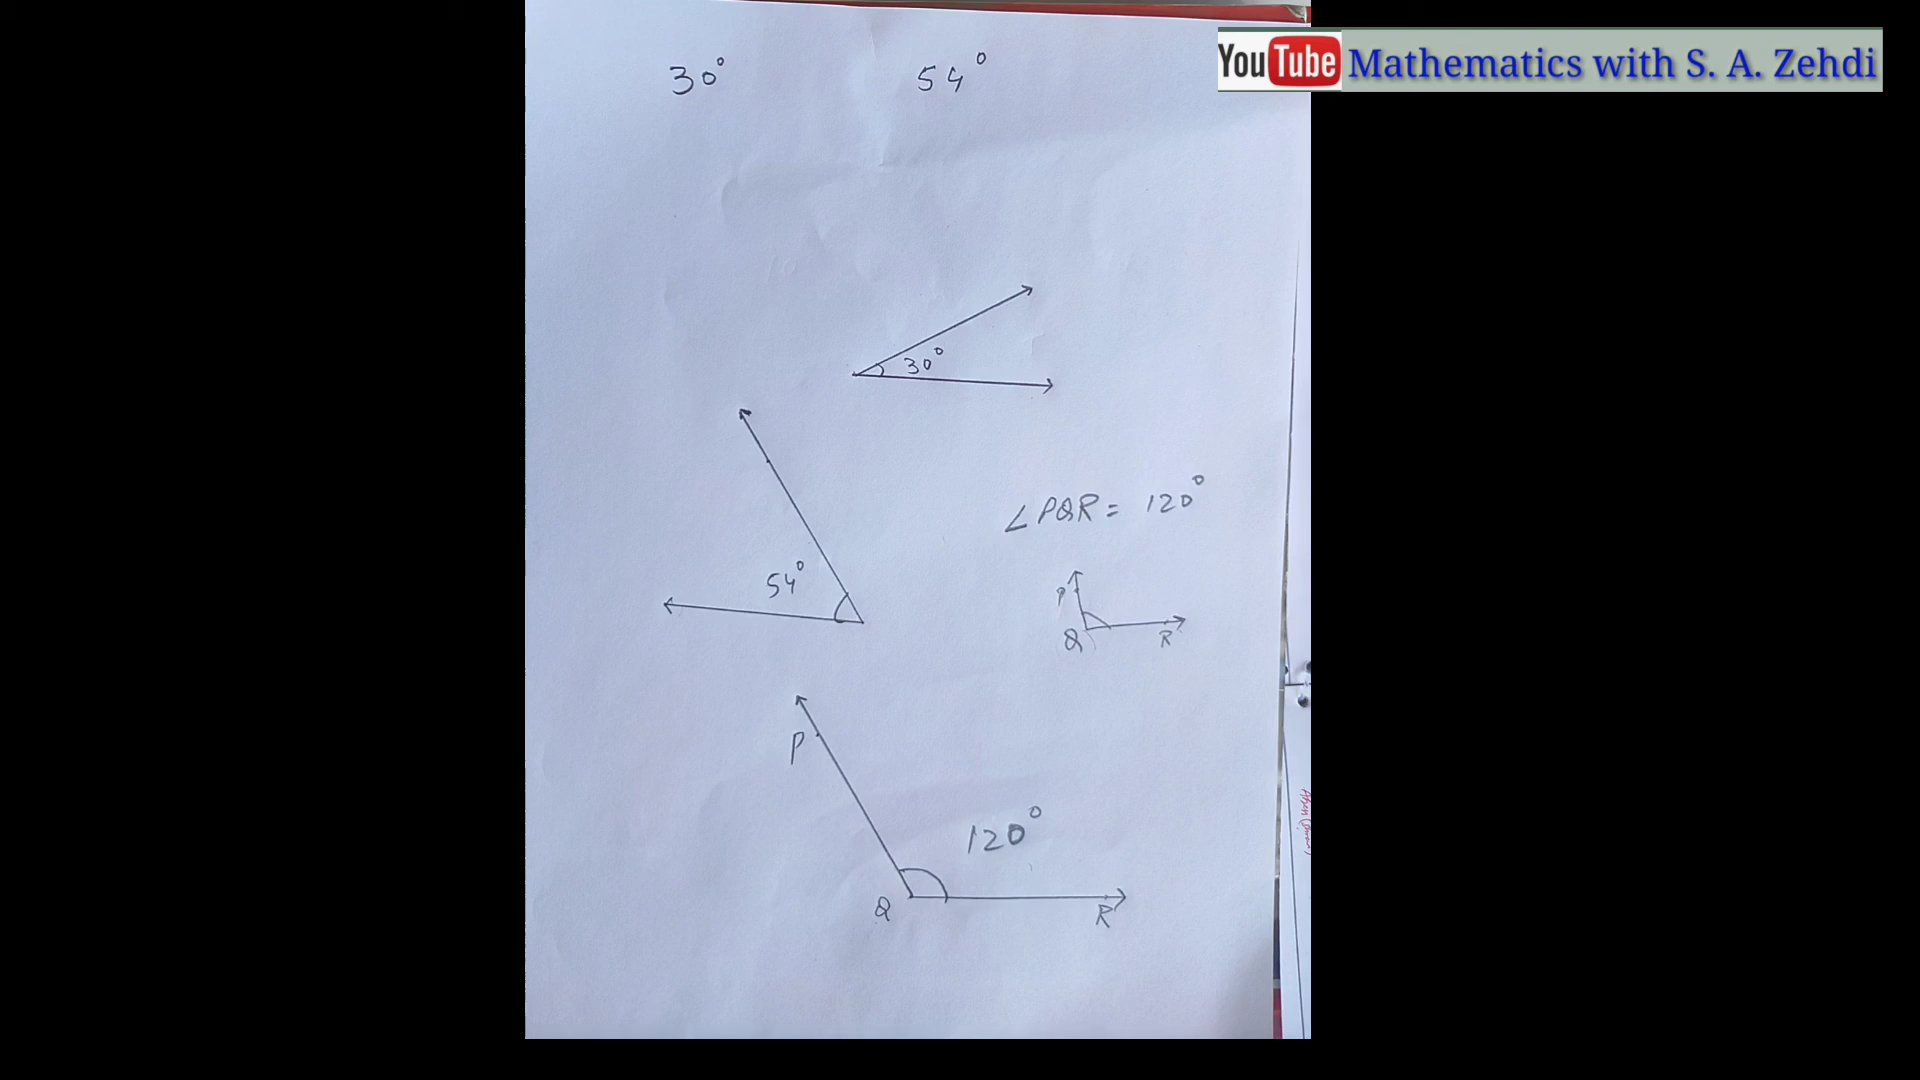 YouTube Mathematics with S. A. Zehdi
30° 54°
30°
∠PQR = 120°
54°
P
Q R
P
120°
Q R